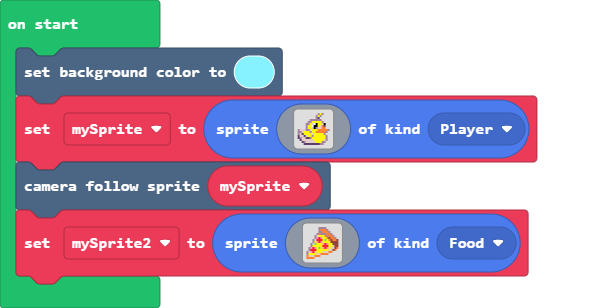 on start
set background color to
set mySprite to sprite of kind Player
camera follow sprite mySprite
set mySprite2 to sprite of kind Food